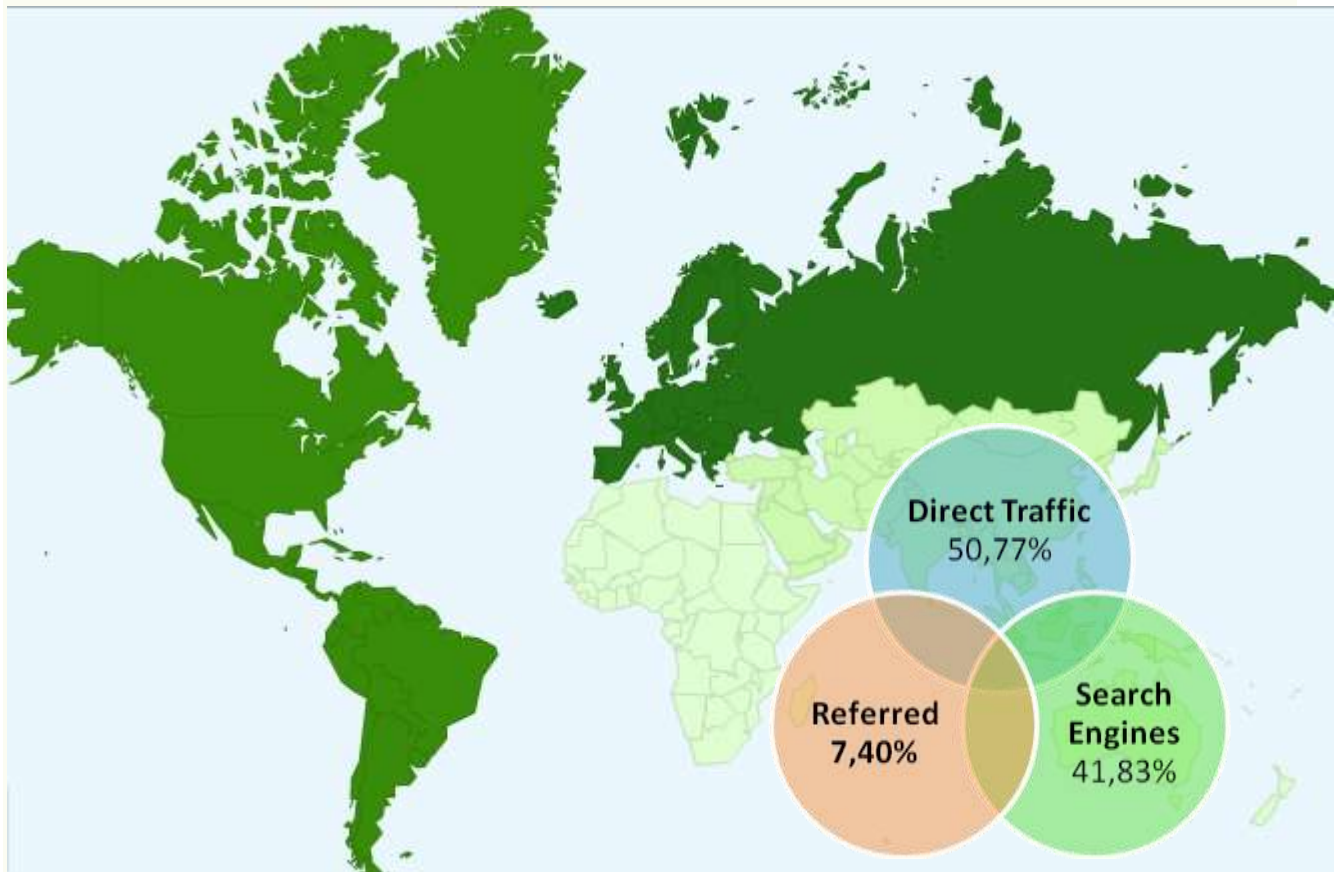 Direct Traffic
50,77%
Referred
7,40%
Search
Engines
41,83%